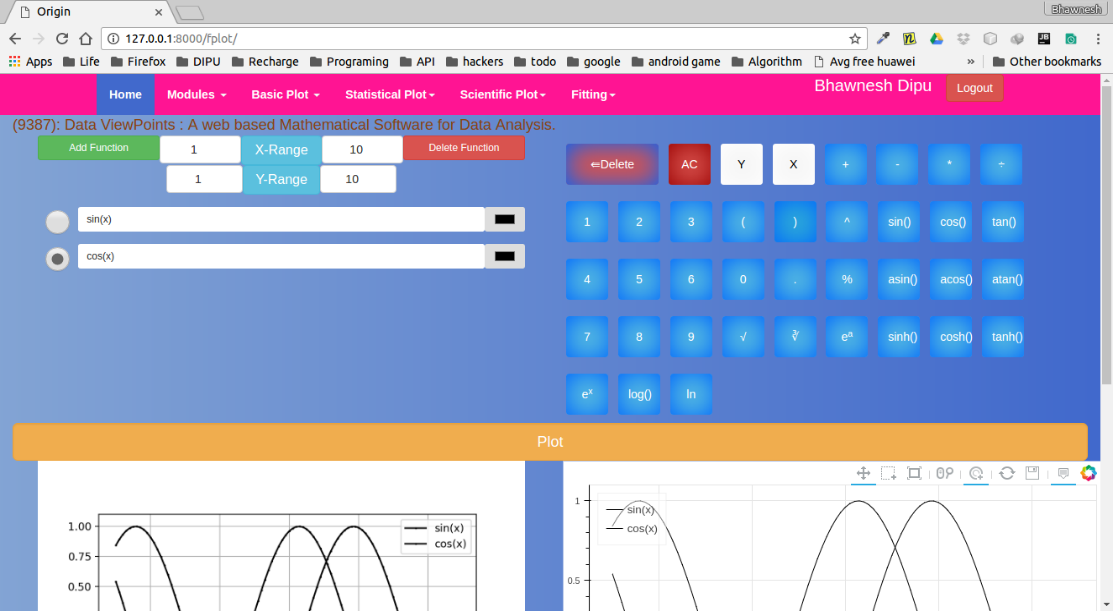 Origin
Bhawnesh
127.0.0.1:8000/fplot/
Apps Life Firefox DIPU Recharge Programing API hackers todo google android game Algorithm Avg free huawei » Other bookmarks
Home Modules Basic Plot Statistical Plot Scientific Plot Fitting Bhawnesh Dipu Logout
(9387): Data ViewPoints : A web based Mathematical Software for Data Analysis.
Add Function 1 X-Range 10 Delete Function
1 Y-Range 10
sin(x)
cos(x)
⇐Delete AC Y X + - * ÷
1 2 3 ( ) ^ sin() cos() tan()
4 5 6 0 . % asin() acos() atan()
7 8 9 √ ∛ eª sinh() cosh() tanh()
eˣ log() ln
Plot
1.00
0.75
0.50
sin(x)
cos(x)
1
0.5
sin(x)
cos(x)